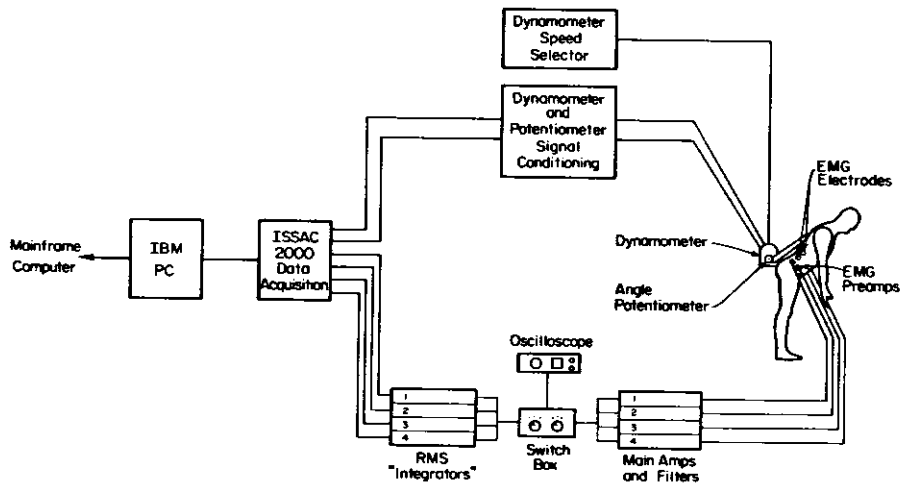 Dynamometer
Speed
Selector
Dynamometer
and
Potentiometer
Signal
Conditioning
EMG
Electrodes
Mainframe
Computer
IBM
PC
ISSAC
2000
Data
Acquisition
Dynamometer
Angle
Potentiometer
EMG
Preamps
Oscilloscope
1
2
3
4
RMS
"Integrators"
Switch
Box
1
2
3
4
Main Amps
and Filters